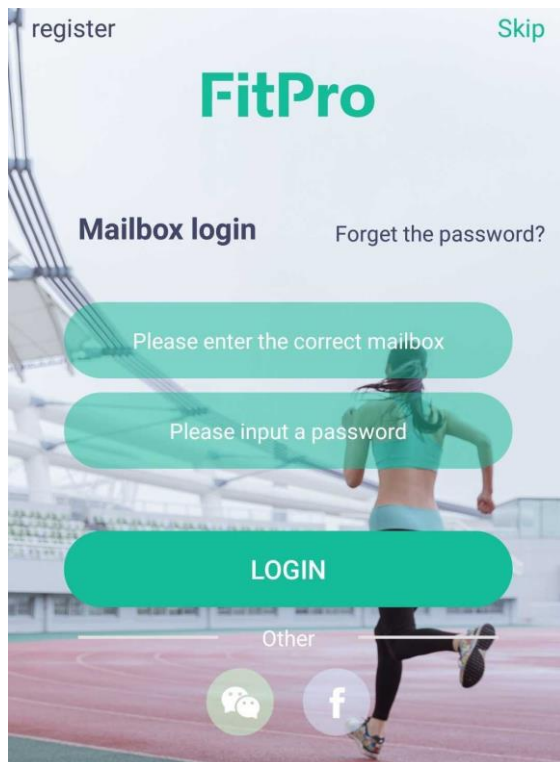 register
Skip
FitPro
Mailbox login
Forget the password?
Please enter the correct mailbox
Please input a password
LOGIN
Other
f